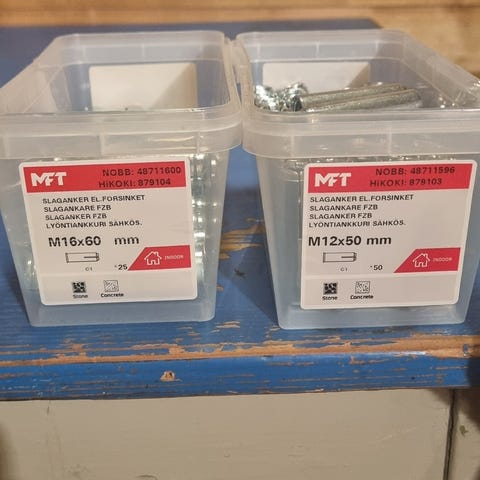 MFT
NOBB: 48711600
HiKOKI: 879104
SLAGANKER EL.FORSINKET
SLAGANKARE FZB
SLAGANKER FZB
LYÖNTIANKKURI SÄHKÖS.
M16x60 mm
C1
*25
INDOOR
Stone
Concrete
MFT
NOBB: 48711596
HiKOKI: 879103
SLAGANKER EL.FORSINKET
SLAGANKARE FZB
SLAGANKER FZB
LYÖNTIANKKURI SÄHKÖS.
M12x50 mm
C1
*50
INDOOR
Stone
Concrete